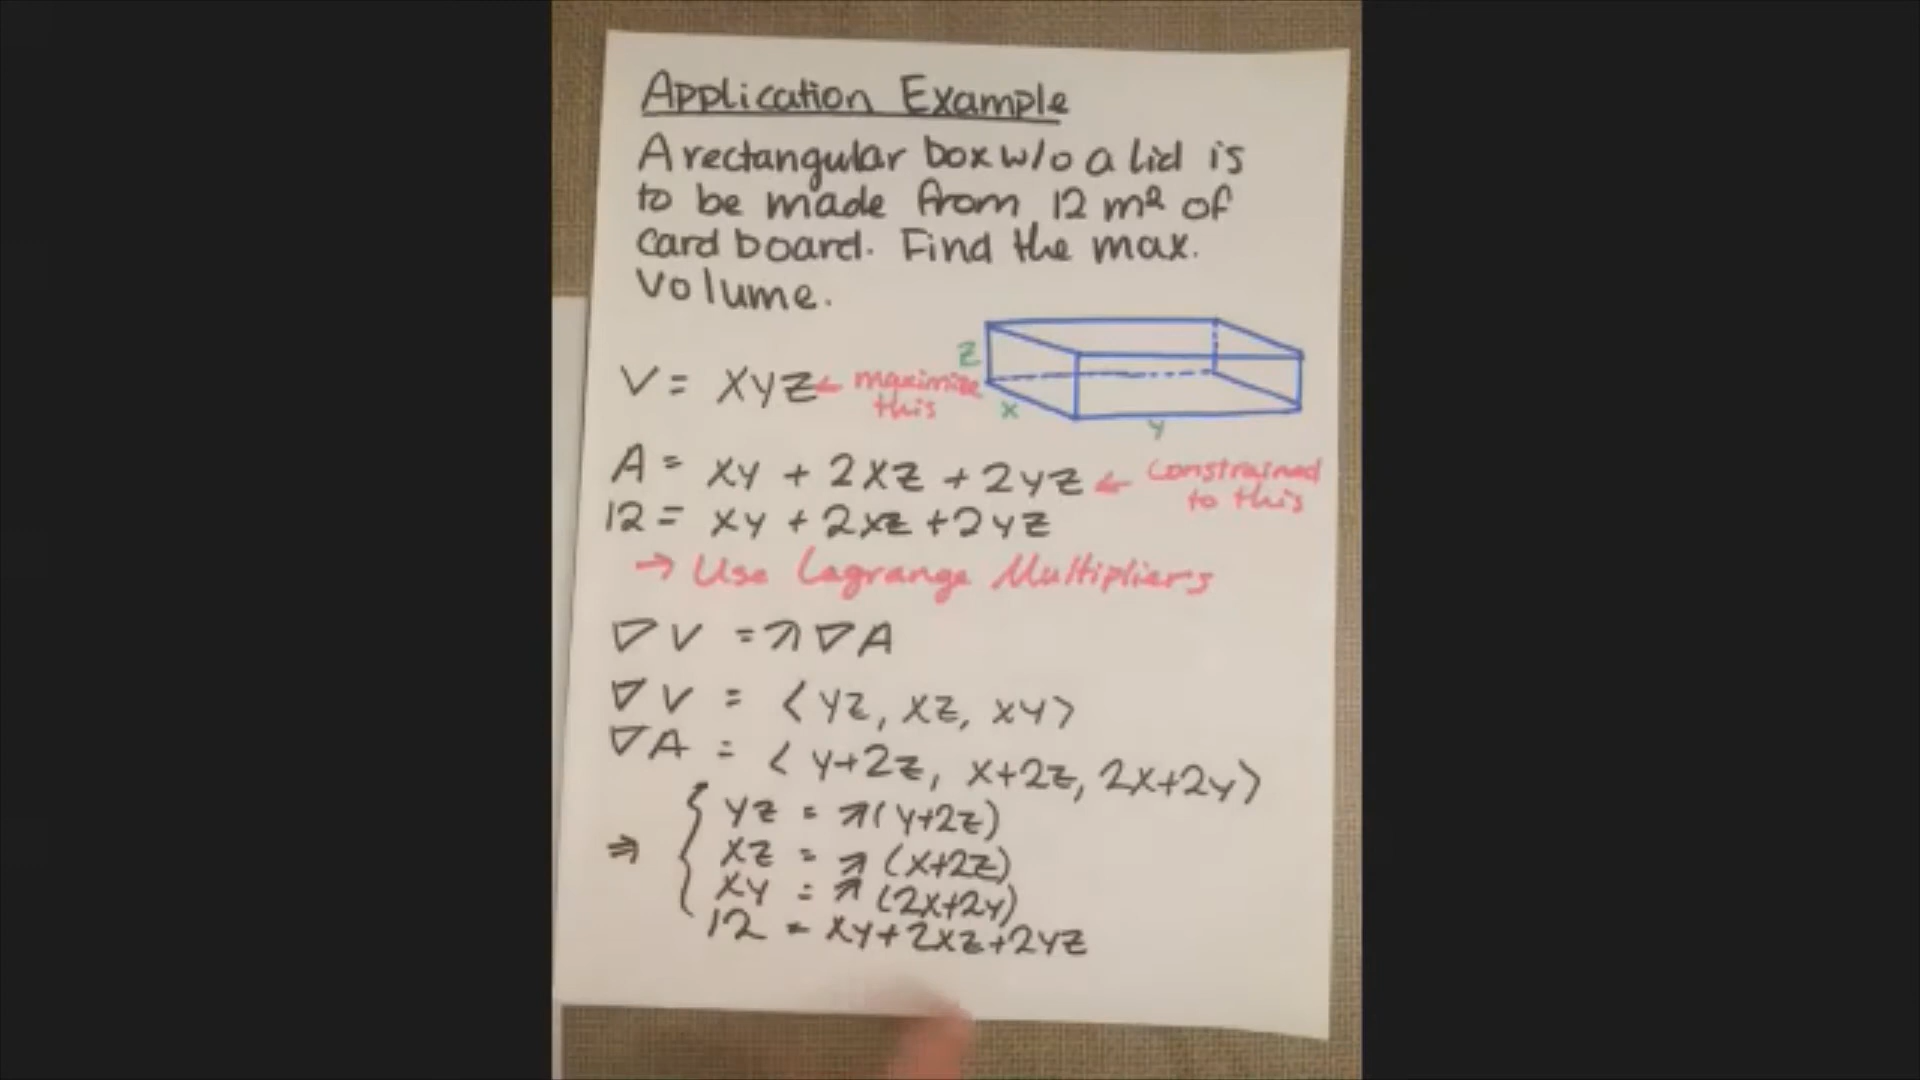 Application Example
A rectangular box w/o a lid is
to be made from 12 m² of
cardboard. Find the max.
volume.
V = xyz ← maximize this
z
x
y
A = xy + 2xz + 2yz ← constrained to this
12 = xy + 2xz + 2yz
→ Use Lagrange Multipliers
∇V = λ∇A
∇V = ⟨yz, xz, xy⟩
∇A = ⟨y+2z, x+2z, 2x+2y⟩
⇒ { yz = λ(y+2z)
xz = λ(x+2z)
xy = λ(2x+2y)
12 = xy+2xz+2yz